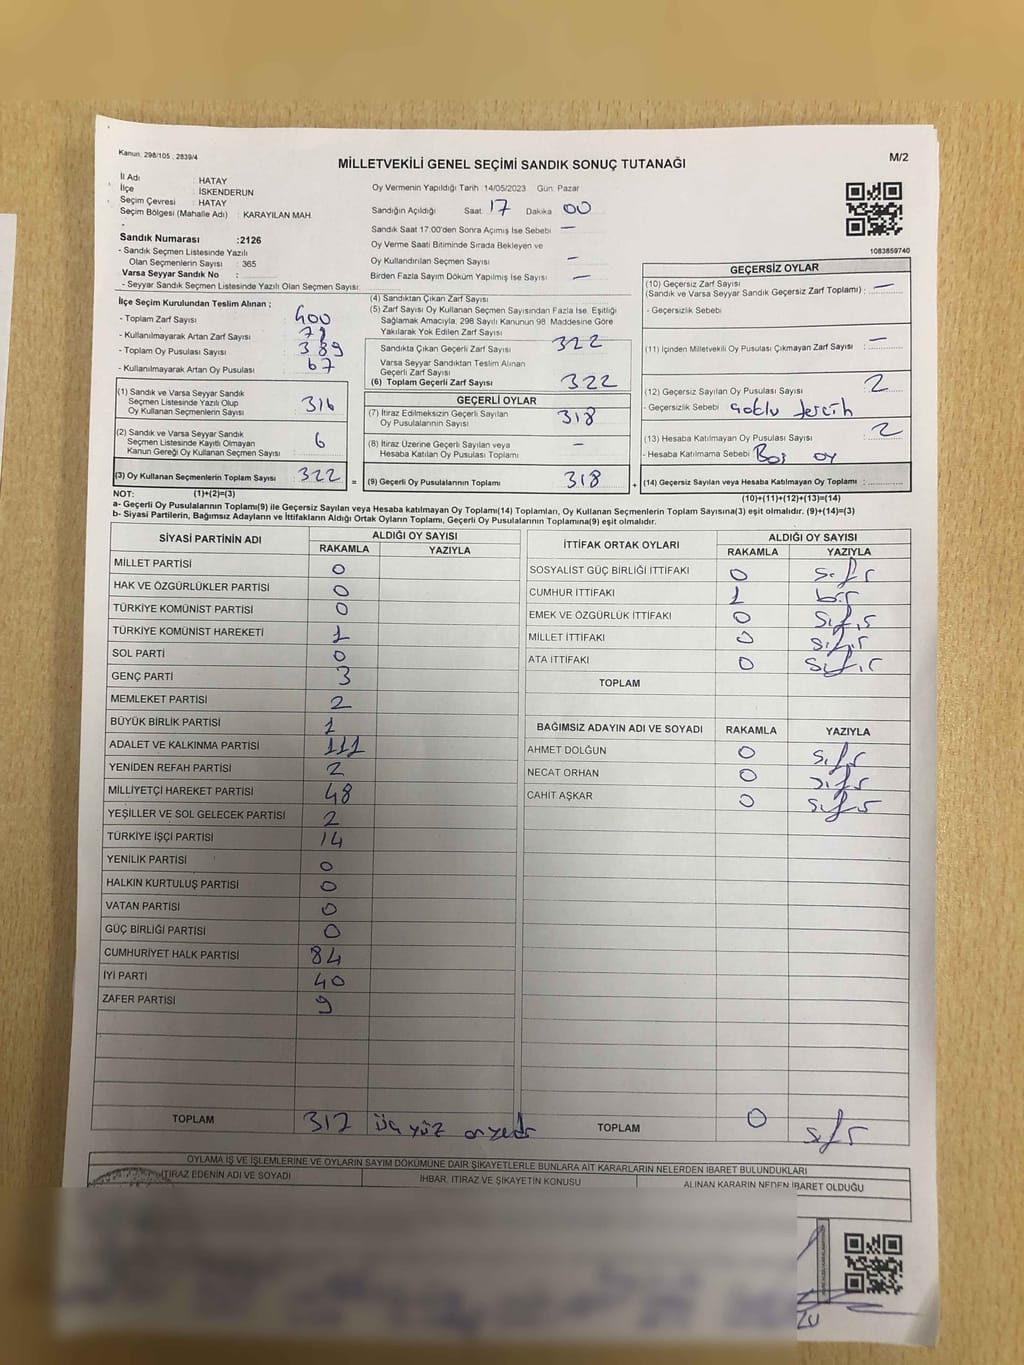 Kanun: 298/105 , 2839/4
MİLLETVEKİLİ GENEL SEÇİMİ SANDIK SONUÇ TUTANAĞI
M/2
İl Adı : HATAY
İlçe : İSKENDERUN
Seçim Çevresi : HATAY
Seçim Bölgesi (Mahalle Adı) : KARAYILAN MAH.
Sandık Numarası :2126
- Sandık Seçmen Listesinde Yazılı
Olan Seçmenlerin Sayısı : 365
Varsa Seyyar Sandık No :
- Seyyar Sandık Seçmen Listesinde Yazılı Olan Seçmen Sayısı:
Oy Vermenin Yapıldığı Tarih 14/05/2023 Gün: Pazar
Sandığın Açıldığı Saat: 17 Dakika 00
Sandık Saat 17.00'den Sonra Açımış İse Sebebi —
Oy Verme Saati Bitiminde Sırada Bekleyen ve
Oy Kullandırılan Seçmen Sayısı —
Birden Fazla Sayım Döküm Yapılmış İse Sayısı —
1083859740
İlçe Seçim Kurulundan Teslim Alınan ;
- Toplam Zarf Sayısı : 400
- Kullanılmayarak Artan Zarf Sayısı :
- Toplam Oy Pusulası Sayısı : 389
- Kullanılmayarak Artan Oy Pusulası : 67
(1) Sandık ve Varsa Seyyar Sandık
Seçmen Listesinde Yazılı Olup
Oy Kullanan Seçmenlerin Sayısı : 316
(2) Sandık ve Varsa Seyyar Sandık
Seçmen Listesinde Kayıtlı Olmayan
Kanun Gereği Oy Kullanan Seçmen Sayısı : 6
(3) Oy Kullanan Seçmenlerin Toplam Sayısı : 322 =
(4) Sandıktan Çıkan Zarf Sayısı
(5) Zarf Sayısı Oy Kullanan Seçmen Sayısından Fazla İse, Eşitliği
Sağlamak Amacıyla; 298 Sayılı Kanunun 98. Maddesine Göre
Yakılarak Yok Edilen Zarf Sayısı
Sandıkta Çıkan Geçerli Zarf Sayısı 322
Varsa Seyyar Sandıktan Teslim Alınan
Geçerli Zarf Sayısı
(6) Toplam Geçerli Zarf Sayısı 322
GEÇERLİ OYLAR
(7) İtiraz Edilmeksizin Geçerli Sayılan
Oy Pusulalarının Sayısı : 318
(8) İtiraz Üzerine Geçerli Sayılan veya
Hesaba Katılan Oy Pusulası Toplamı : —
(9) Geçerli Oy Pusulalarının Toplamı : 318 +
GEÇERSİZ OYLAR
(10) Geçersiz Zarf Sayısı
(Sandık ve Varsa Seyyar Sandık Geçersiz Zarf Toplamı) : —
- Geçersizlik Sebebi
(11) İçinden Milletvekili Oy Pusulası Çıkmayan Zarf Sayısı : —
(12) Geçersiz Sayılan Oy Pusulası Sayısı : 2
- Geçersizlik Sebebi : çoklu tercih
(13) Hesaba Katılmayan Oy Pusulası Sayısı : 2
- Hesaba Katılmama Sebebi : Boş oy
(14) Geçersiz Sayılan veya Hesaba Katılmayan Oy Toplamı :
NOT: (1)+(2)=(3) (10)+(11)+(12)+(13)=(14)
a- Geçerli Oy Pusulalarının Toplamı(9) ile Geçersiz Sayılan veya Hesaba katılmayan Oy Toplamı(14) Toplamları, Oy Kullanan Seçmenlerin Toplam Sayısına(3) eşit olmalıdır. (9)+(14)=(3)
b- Siyasi Partilerin, Bağımsız Adayların ve İttifakların Aldığı Ortak Oyların Toplamı, Geçerli Oy Pusulalarının Toplamına(9) eşit olmalıdır.
SİYASİ PARTİNİN ADI ALDIĞI OY SAYISI
RAKAMLA YAZIYLA
MİLLET PARTİSİ 0
HAK VE ÖZGÜRLÜKLER PARTİSİ 0
TÜRKİYE KOMÜNİST PARTİSİ 0
TÜRKİYE KOMÜNİST HAREKETİ 1
SOL PARTİ 0
GENÇ PARTİ 3
MEMLEKET PARTİSİ 2
BÜYÜK BİRLİK PARTİSİ 1
ADALET VE KALKINMA PARTİSİ 111
YENİDEN REFAH PARTİSİ 2
MİLLİYETÇİ HAREKET PARTİSİ 48
YEŞİLLER VE SOL GELECEK PARTİSİ 2
TÜRKİYE İŞÇİ PARTİSİ 14
YENİLİK PARTİSİ 0
HALKIN KURTULUŞ PARTİSİ 0
VATAN PARTİSİ 0
GÜÇ BİRLİĞİ PARTİSİ 0
CUMHURİYET HALK PARTİSİ 84
İYİ PARTİ 40
ZAFER PARTİSİ 9
TOPLAM 317 üç yüz onyedi
İTTİFAK ORTAK OYLARI ALDIĞI OY SAYISI
RAKAMLA YAZIYLA
SOSYALİST GÜÇ BİRLİĞİ İTTİFAKI 0 sıfır
CUMHUR İTTİFAKI 1 bir
EMEK VE ÖZGÜRLÜK İTTİFAKI 0 sıfır
MİLLET İTTİFAKI 0 sıfır
ATA İTTİFAKI 0 sıfır
TOPLAM
BAĞIMSIZ ADAYIN ADI VE SOYADI RAKAMLA YAZIYLA
AHMET DOLĞUN 0 sıfır
NECAT ORHAN 0 sıfır
CAHİT AŞKAR 0 sıfır
TOPLAM 0 sıfır
OYLAMA İŞ VE İŞLEMLERİNE VE OYLARIN SAYIM DÖKÜMÜNE DAİR ŞİKAYETLERLE BUNLARA AİT KARARLARIN NELERDEN İBARET BULUNDUKLARI
İTİRAZ EDENİN ADI VE SOYADI
İHBAR, İTİRAZ VE ŞİKAYETİN KONUSU
ALINAN KARARIN NEDEN İBARET OLDUĞU